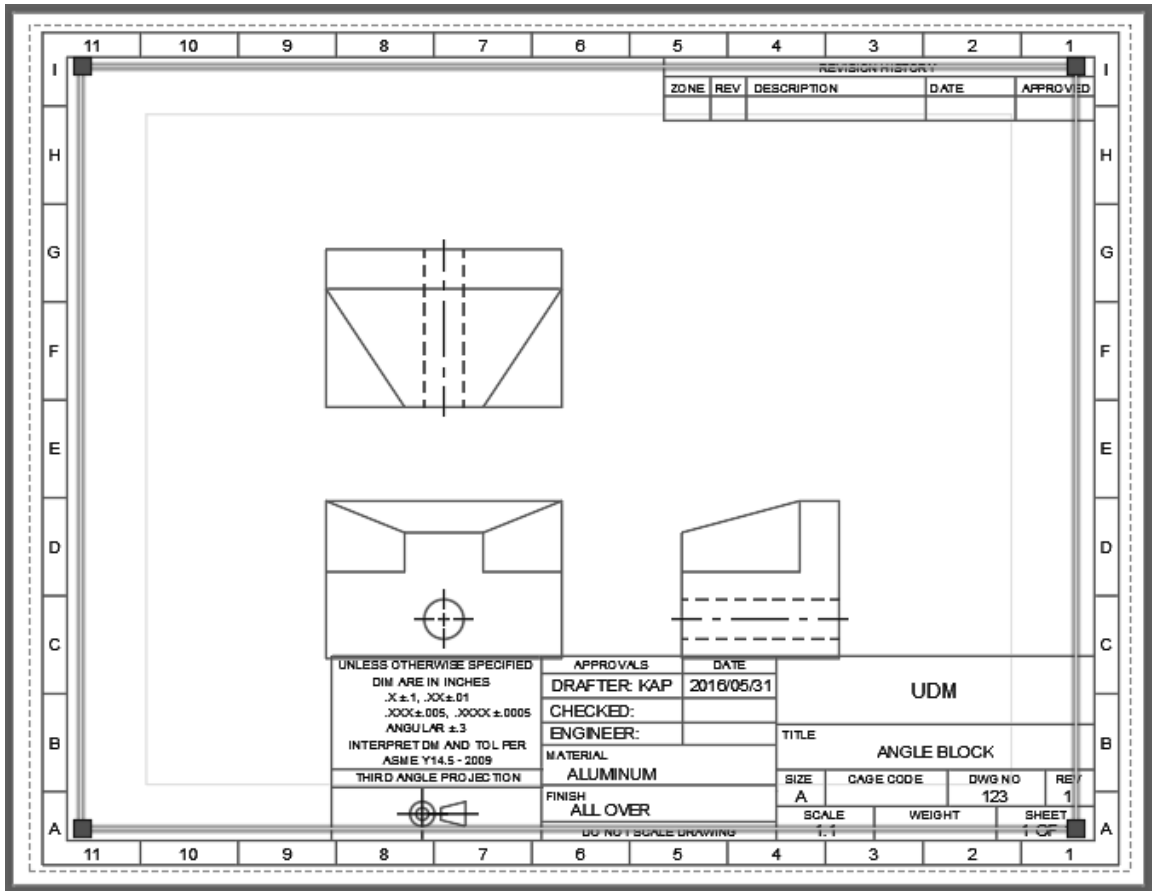 11 10 9 8 7 6 5 4 3 2 1
I I
REVISION HISTORY
ZONE REV DESCRIPTION DATE APPROVED
H H
G G
F F
E E
D D
C C
UNLESS OTHERWISE SPECIFIED
DIM ARE IN INCHES
.X ±.1, .XX±.01
.XXX±.005, .XXXX ±.0005
ANGULAR ±.3
INTERPRET DIM AND TOL PER
ASME Y14.5 - 2009
THIRD ANGLE PROJECTION
APPROVALS DATE
DRAFTER: KAP 2016/05/31
CHECKED:
ENGINEER:
MATERIAL
ALUMINUM
FINISH
ALL OVER
DO NOT SCALE DRAWING
UDM
TITLE
ANGLE BLOCK
SIZE CAGE CODE DWG NO REV
A 123 1
SCALE WEIGHT SHEET
1:1 1 OF
B B
A A
11 10 9 8 7 6 5 4 3 2 1